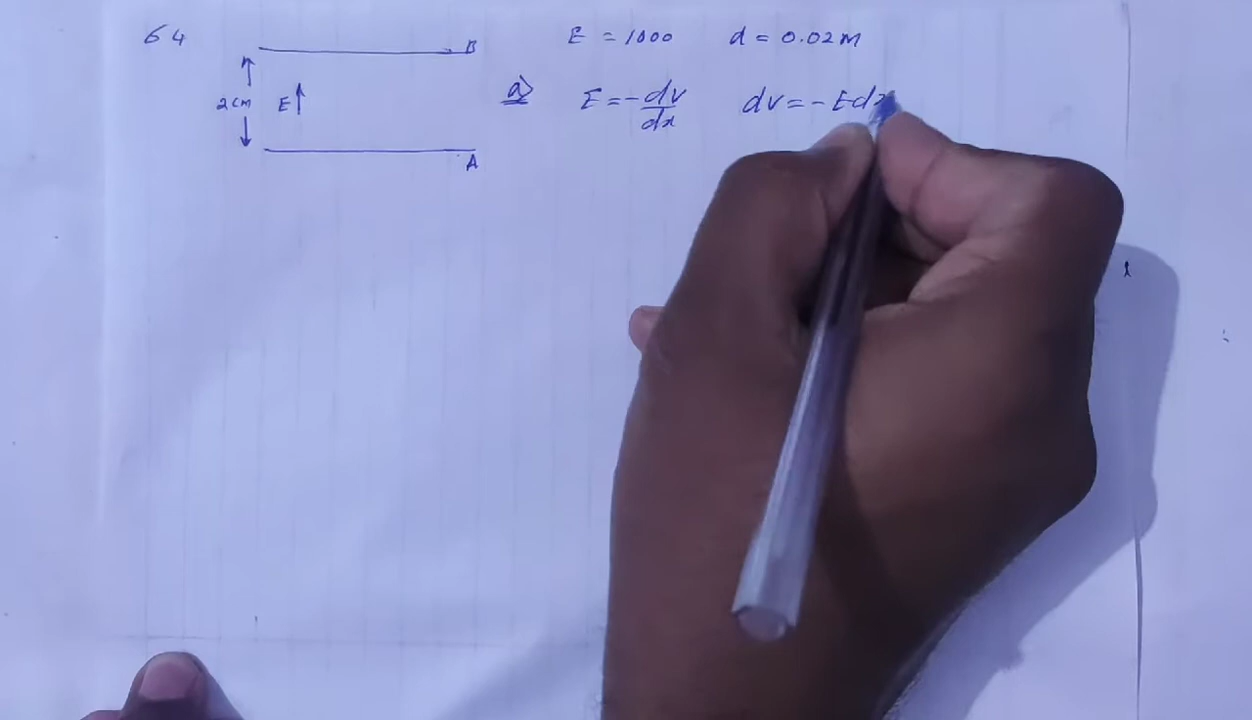 64 B E = 1000 d = 0.02M
2cm E↑ a) E = -dv/dx dv = -Edx
A